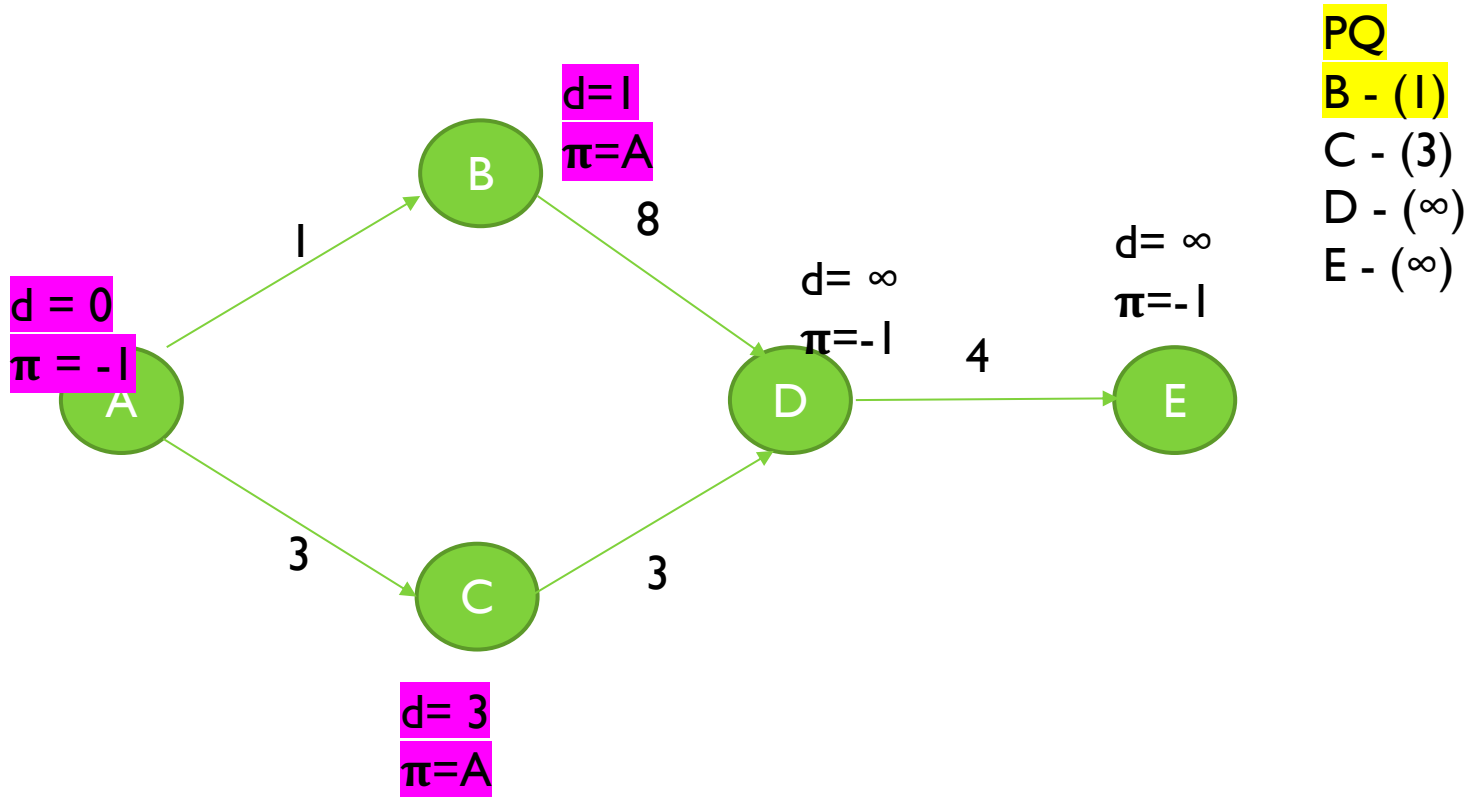 PQ
B - (1)
C - (3)
D - (∞)
E - (∞)
d=1
π=A
B
8
1
d= ∞
π=-1
d= ∞
π=-1
d = 0
π = -1
A
4
D
E
3
3
C
d= 3
π=A